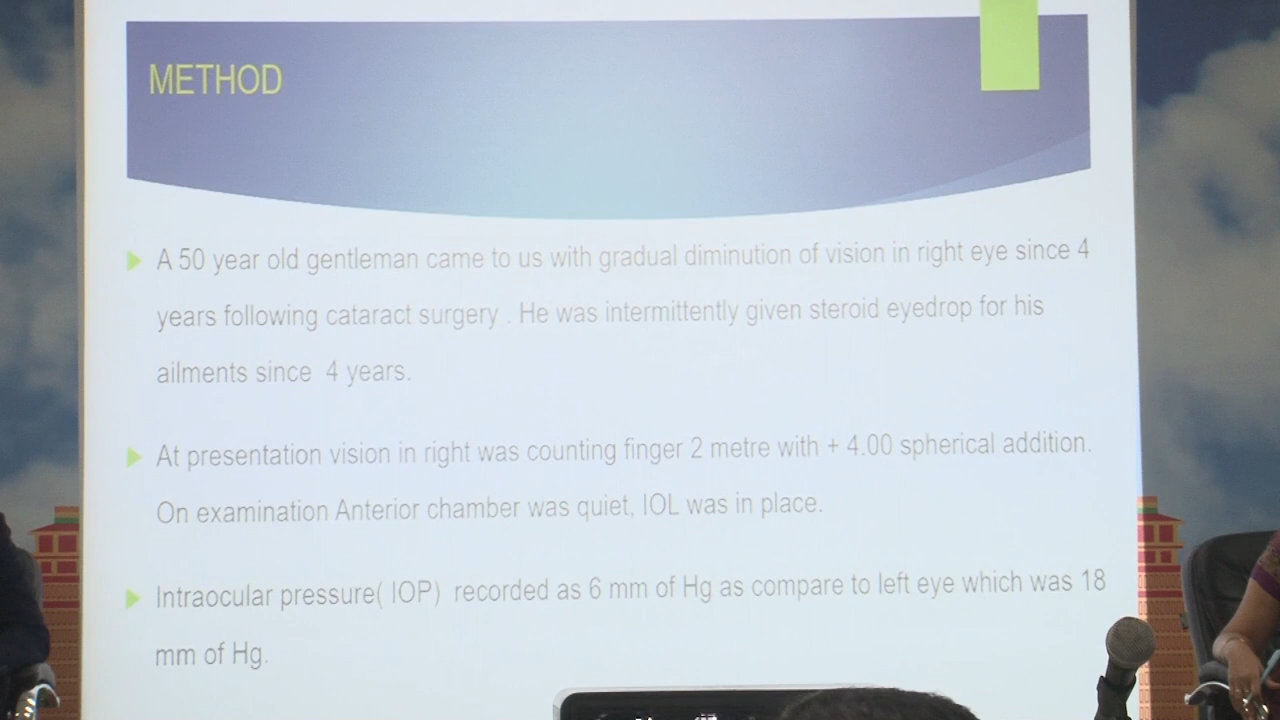 METHOD
A 50 year old gentleman came to us with gradual diminution of vision in right eye since 4
years following cataract surgery . He was intermittently given steroid eyedrop for his
ailments since 4 years.
At presentation vision in right was counting finger 2 metre with + 4.00 spherical addition.
On examination Anterior chamber was quiet, IOL was in place.
Intraocular pressure( IOP) recorded as 6 mm of Hg as compare to left eye which was 18
mm of Hg.